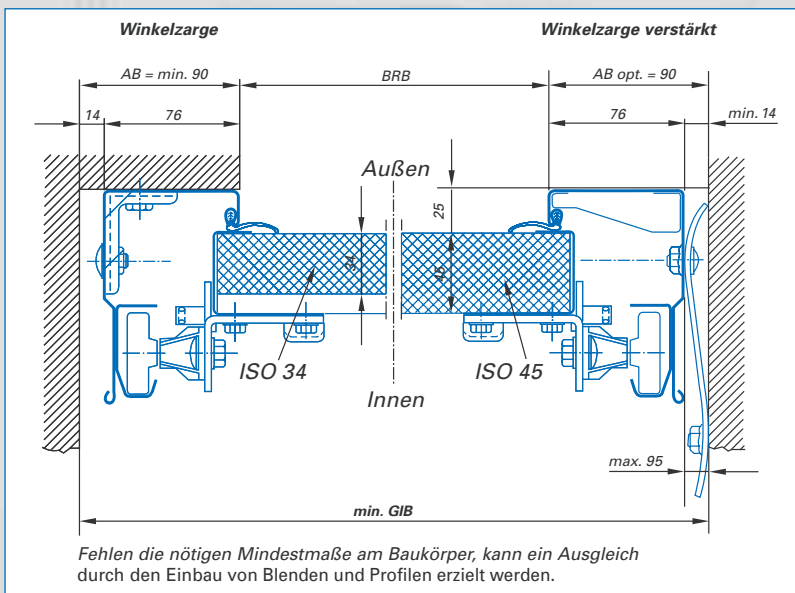 Winkelzarge
Winkelzarge verstärkt
AB = min. 90
BRB
AB opt. = 90
14
76
76
min. 14
Außen
25
34
45
ISO 34
ISO 45
Innen
max. 95
min. GIB
Fehlen die nötigen Mindestmaße am Baukörper, kann ein Ausgleich
durch den Einbau von Blenden und Profilen erzielt werden.